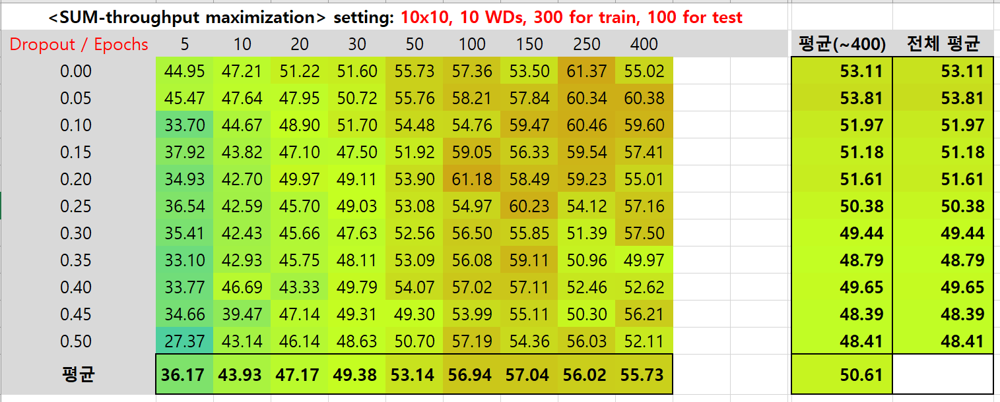 <SUM-throughput maximization> setting: 10x10, 10 WDs, 300 for train, 100 for test
Dropout / Epochs 5 10 20 30 50 100 150 250 400 평균(~400) 전체 평균
0.00 44.95 47.21 51.22 51.60 55.73 57.36 53.50 61.37 55.02 53.11 53.11
0.05 45.47 47.64 47.95 50.72 55.76 58.21 57.84 60.34 60.38 53.81 53.81
0.10 33.70 44.67 48.90 51.70 54.48 54.76 59.47 60.46 59.60 51.97 51.97
0.15 37.92 43.82 47.10 47.50 51.92 59.05 56.33 59.54 57.41 51.18 51.18
0.20 34.93 42.70 49.97 49.11 53.90 61.18 58.49 59.23 55.01 51.61 51.61
0.25 36.54 42.59 45.70 49.03 53.08 54.97 60.23 54.12 57.16 50.38 50.38
0.30 35.41 42.43 45.66 47.63 52.56 56.50 55.85 51.39 57.50 49.44 49.44
0.35 33.10 42.93 45.75 48.11 53.09 56.08 59.11 50.96 49.97 48.79 48.79
0.40 33.77 46.69 43.33 49.79 54.07 57.02 57.11 52.46 52.62 49.65 49.65
0.45 34.66 39.47 47.14 49.31 49.30 53.99 55.11 50.30 56.21 48.39 48.39
0.50 27.37 43.14 46.14 48.63 50.70 57.19 54.36 56.03 52.11 48.41 48.41
평균 36.17 43.93 47.17 49.38 53.14 56.94 57.04 56.02 55.73 50.61